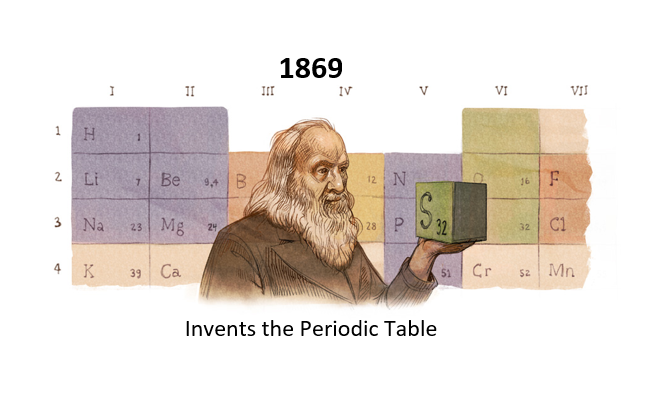 1869
I II III IV V VI VII
1 H 1
2 Li 7 Be 9,4 B 12 N O 16 F
3 Na 23 Mg 24 28 P S 32 32 Cl
4 K 39 Ca 51 Cr 52 Mn
Invents the Periodic Table